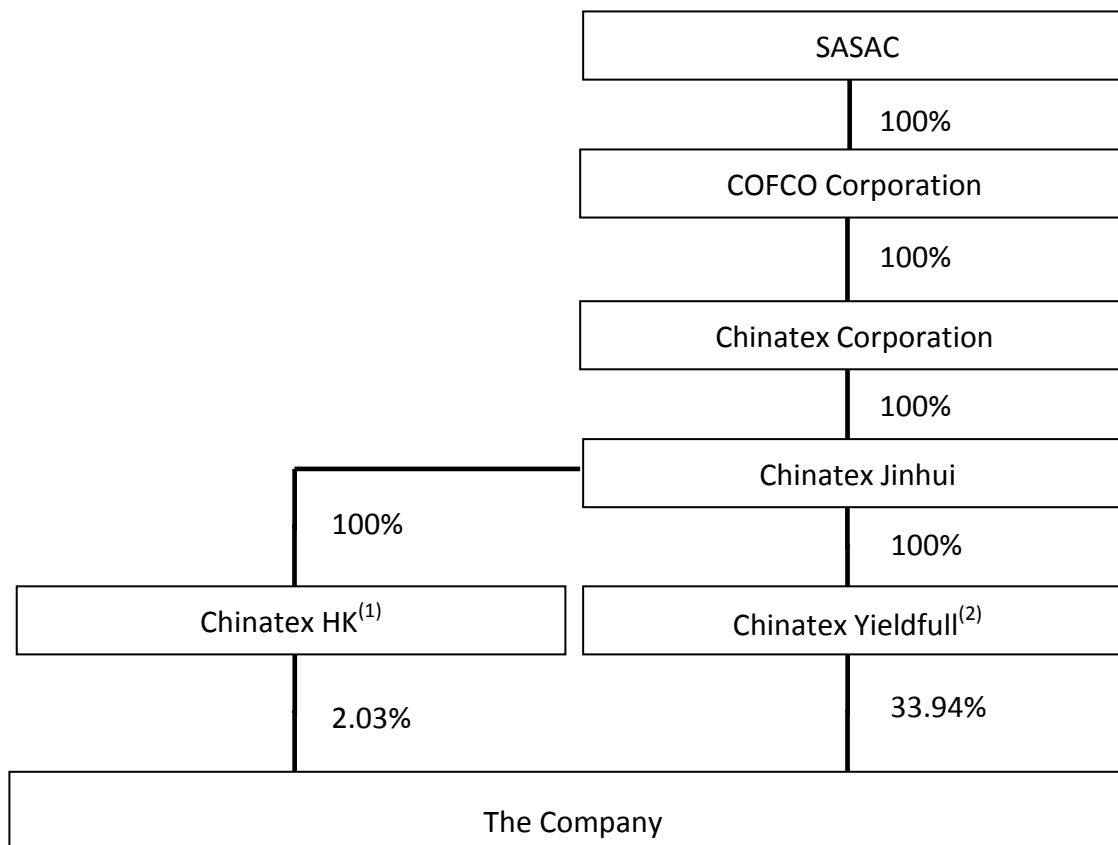 SASAC
100%
COFCO Corporation
100%
Chinatex Corporation
100%
Chinatex Jinhui
100%
100%
Chinatex HK(1)
Chinatex Yieldfull(2)
2.03%
33.94%
The Company